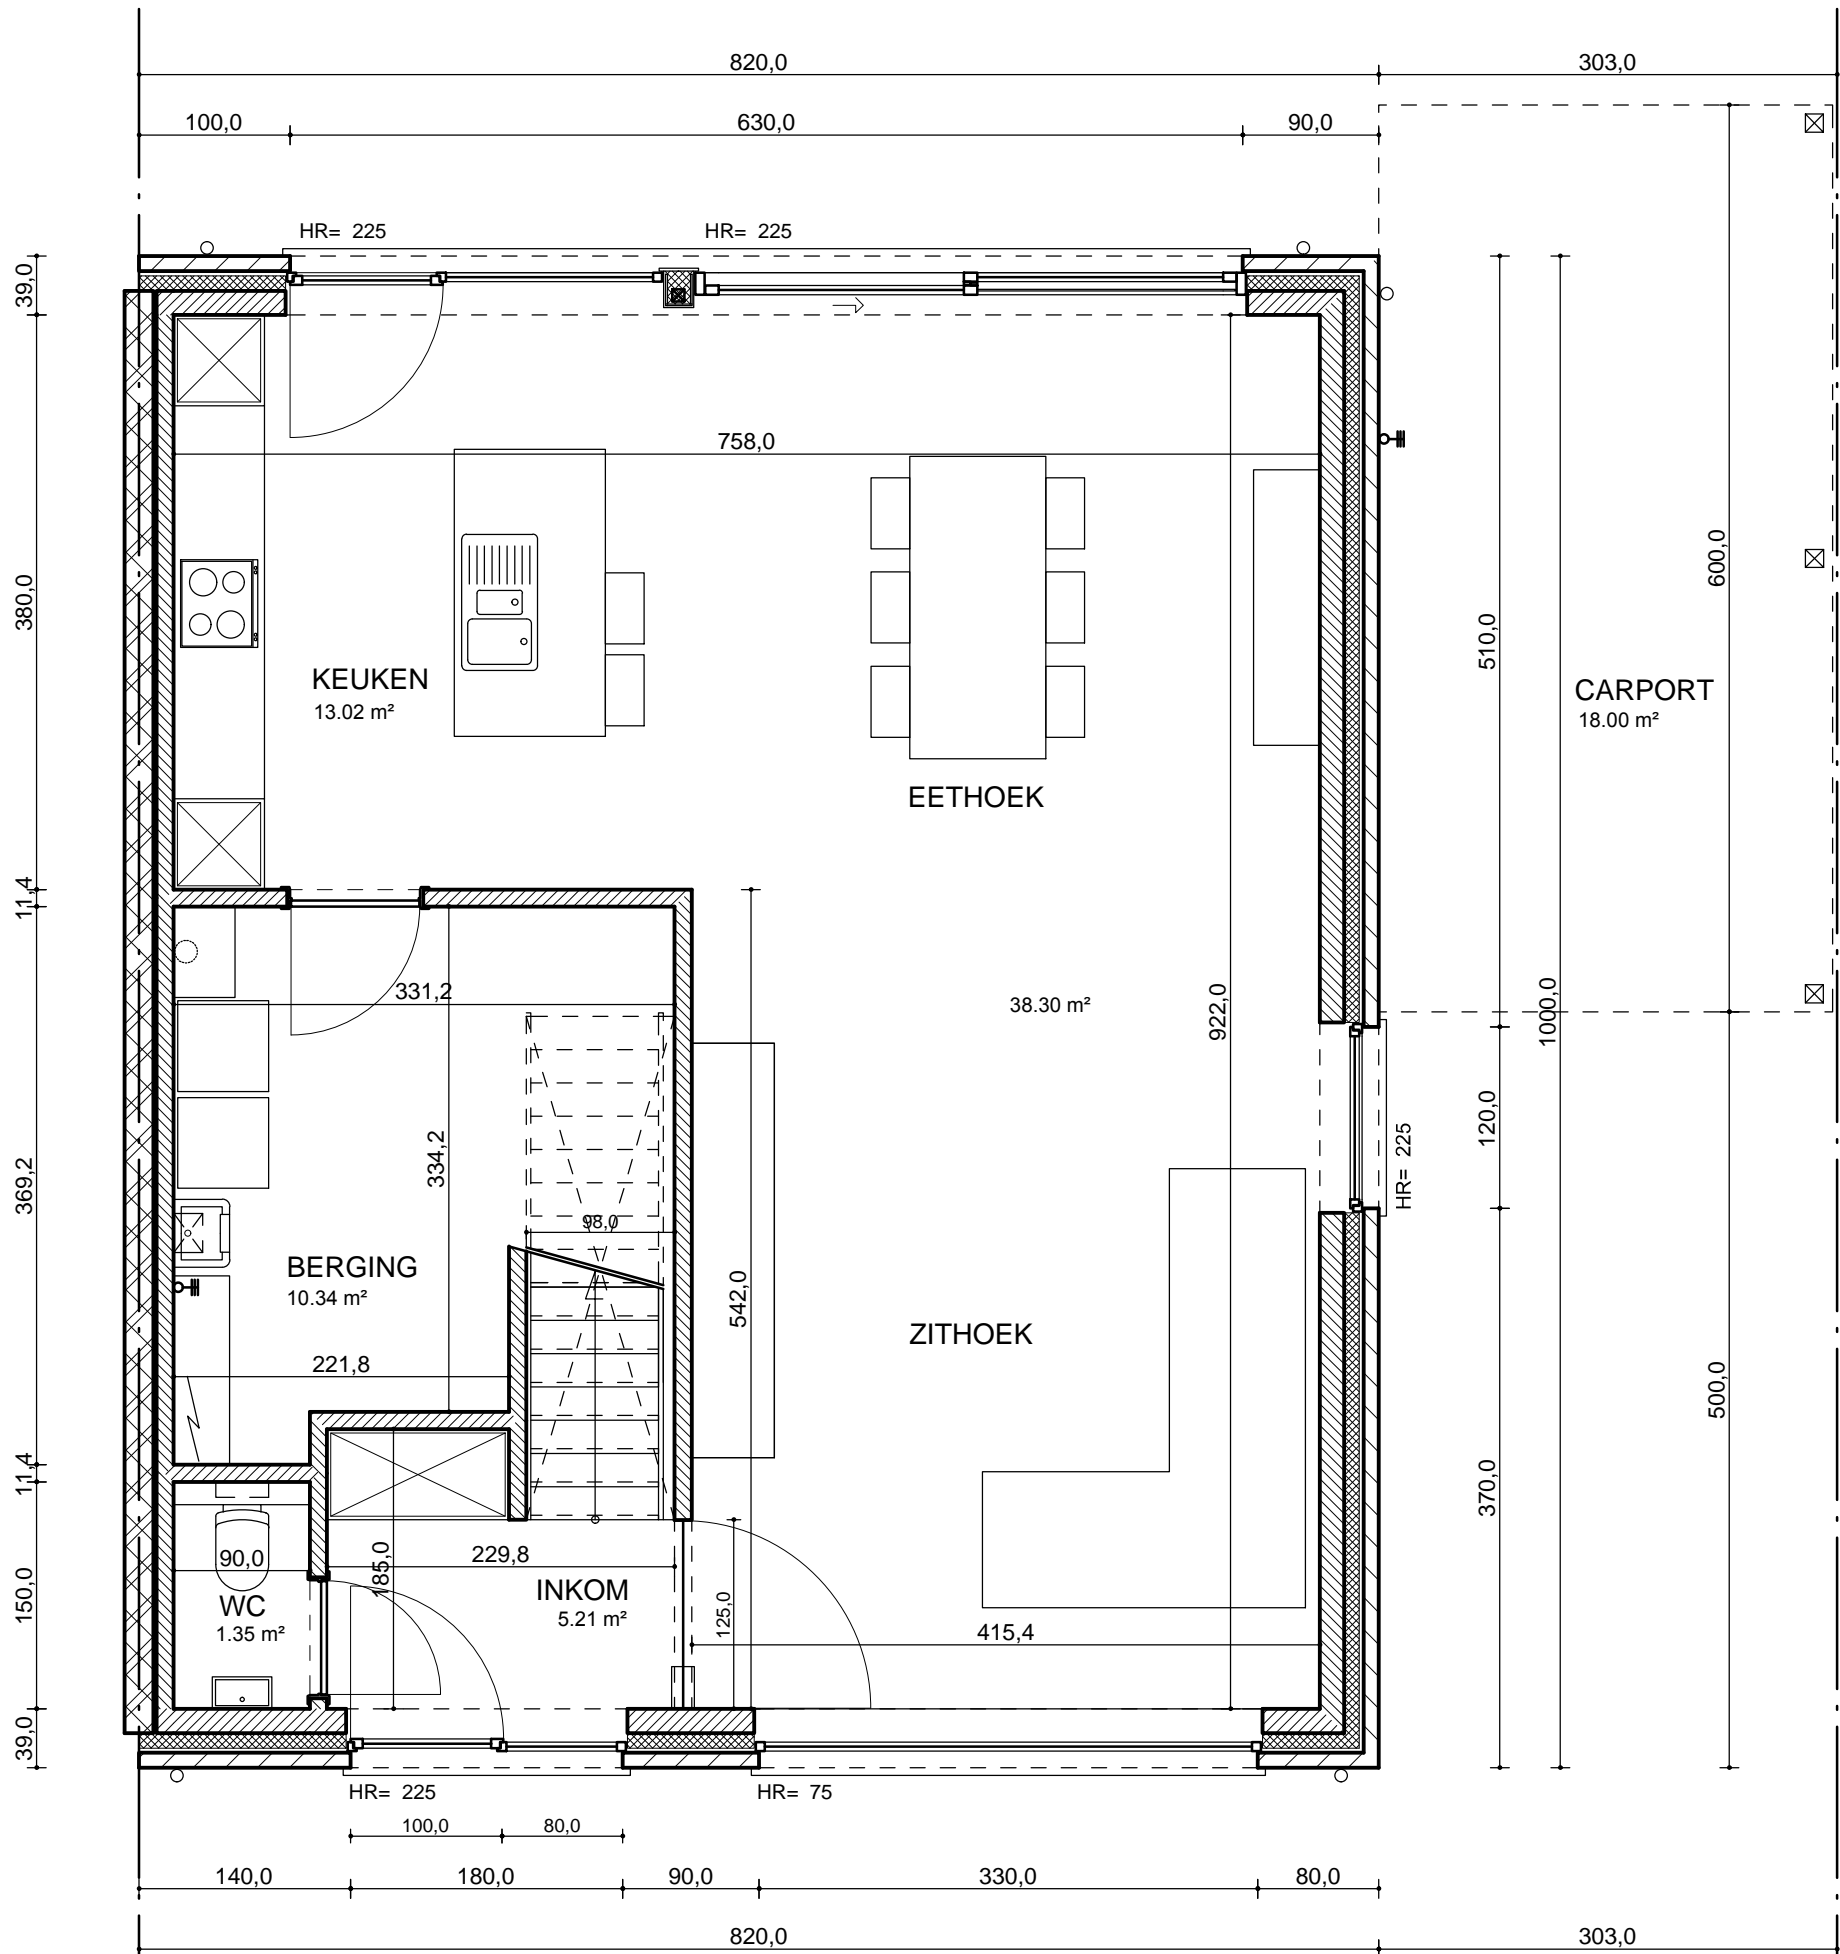 820,0 303,0
100,0 630,0 90,0
HR= 225 HR= 225
39,0
758,0
380,0
600,0
510,0
KEUKEN
13.02 m²
CARPORT
18.00 m²
EETHOEK
11,4
331,2
38.30 m²
922,0
1000,0
120,0
HR= 225
334,2
369,2
98,0
BERGING
10.34 m²
542,0
ZITHOEK
221,8
500,0
11,4
370,0
90,0
185,0
229,8
150,0
WC
1.35 m²
INKOM
5.21 m²
125,0
415,4
39,0
HR= 225 HR= 75
100,0 80,0
140,0 180,0 90,0 330,0 80,0
820,0 303,0